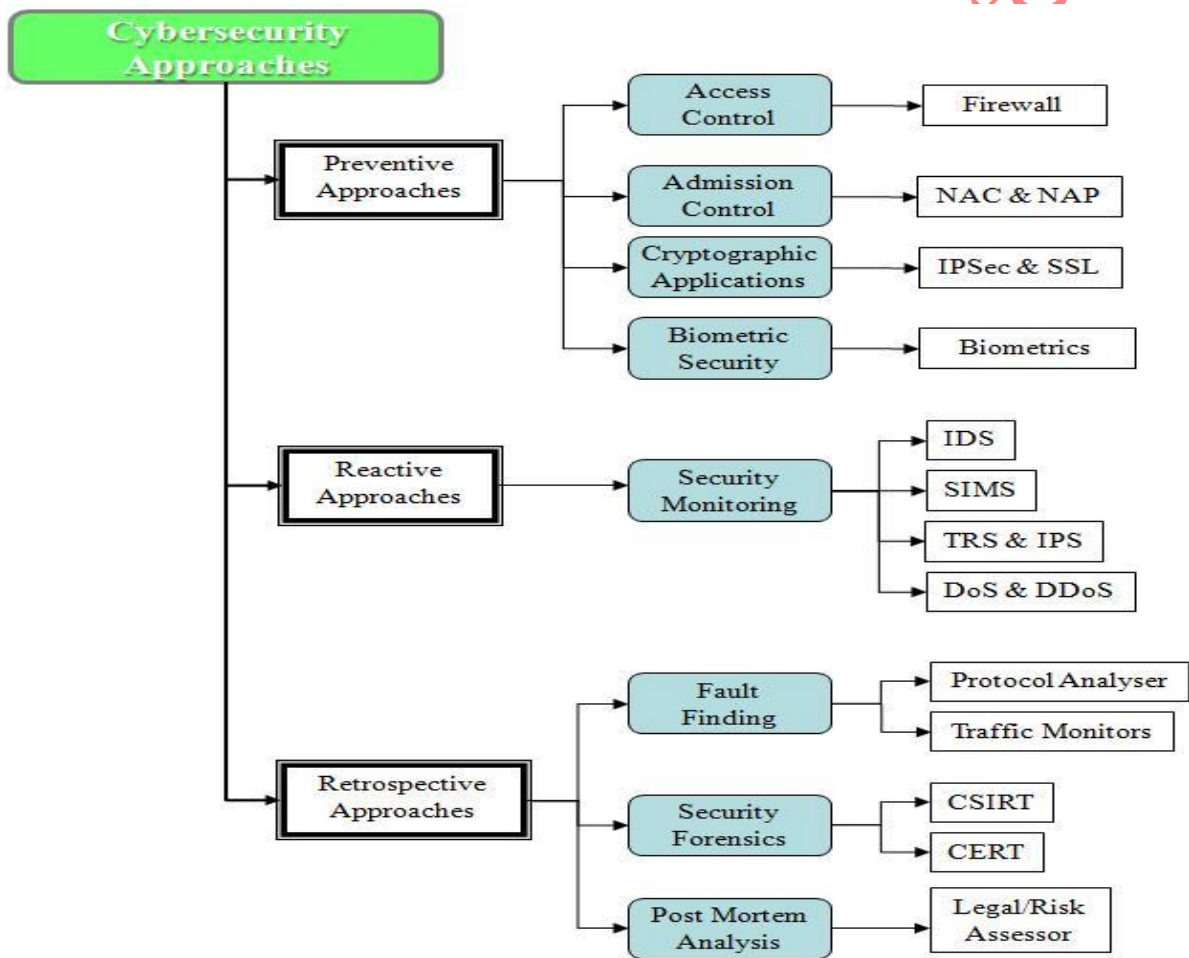 Cybersecurity
Approaches
Preventive
Approaches
Access
Control
Firewall
Admission
Control
NAC & NAP
Cryptographic
Applications
IPSec & SSL
Biometric
Security
Biometrics
Reactive
Approaches
Security
Monitoring
IDS
SIMS
TRS & IPS
DoS & DDoS
Retrospective
Approaches
Fault
Finding
Protocol Analyser
Traffic Monitors
Security
Forensics
CSIRT
CERT
Post Mortem
Analysis
Legal/Risk
Assessor